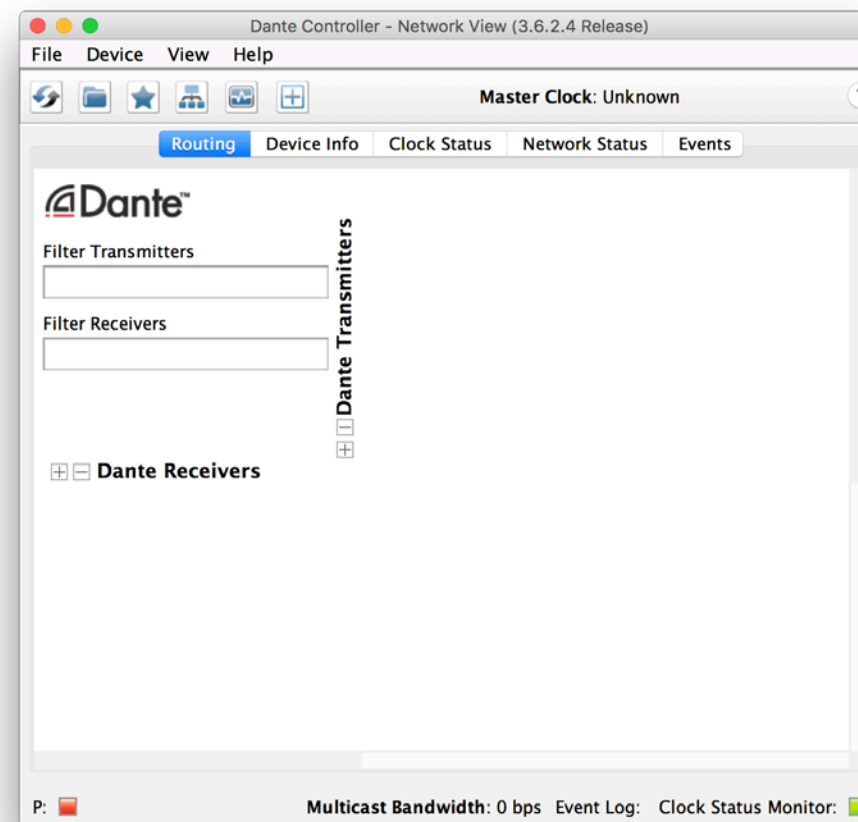 Dante Controller - Network View (3.6.2.4 Release)
File Device View Help
Master Clock: Unknown
Routing Device Info Clock Status Network Status Events
Dante™
Filter Transmitters
Filter Receivers
Dante Transmitters
Dante Receivers
P: Multicast Bandwidth: 0 bps Event Log: Clock Status Monitor: